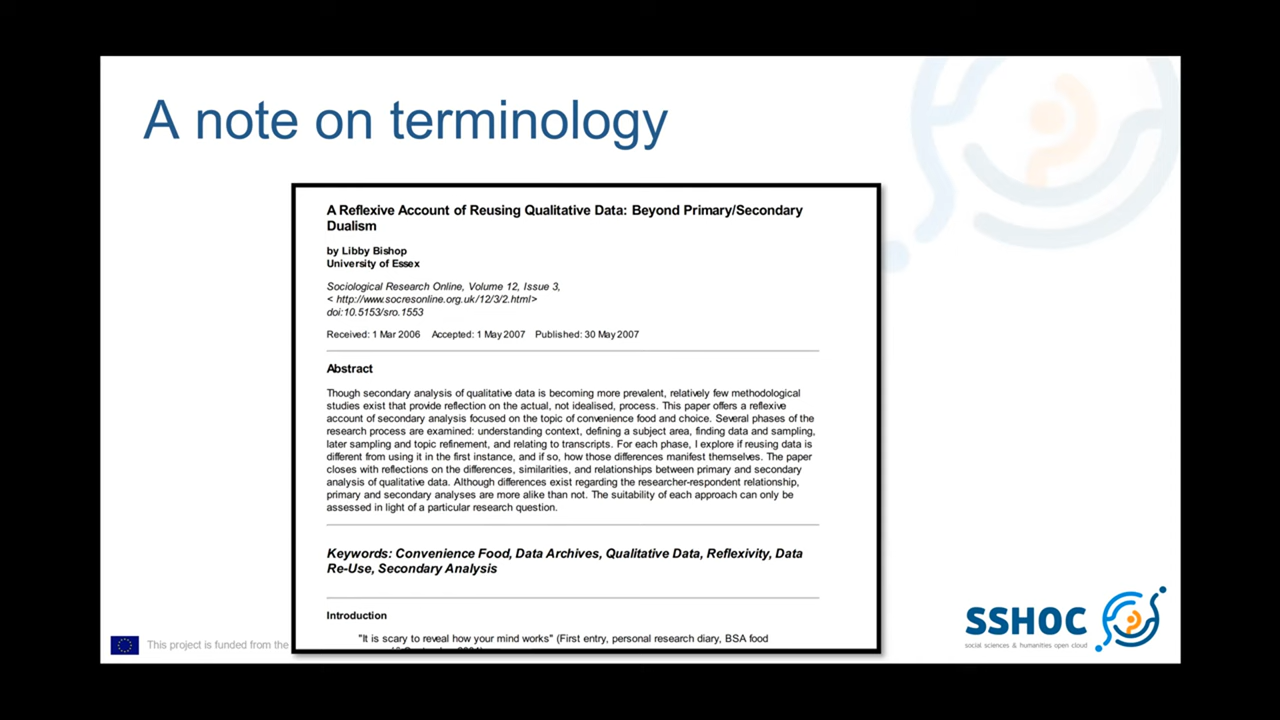 A note on terminology
A Reflexive Account of Reusing Qualitative Data: Beyond Primary/Secondary
Dualism
by Libby Bishop
University of Essex
Sociological Research Online, Volume 12, Issue 3,
< http://www.socresonline.org.uk/12/3/2.html>
doi:10.5153/sro.1553
Received: 1 Mar 2006 Accepted: 1 May 2007 Published: 30 May 2007
Abstract
Though secondary analysis of qualitative data is becoming more prevalent, relatively few methodological
studies exist that provide reflection on the actual, not idealised, process. This paper offers a reflexive
account of secondary analysis focused on the topic of convenience food and choice. Several phases of the
research process are examined: understanding context, defining a subject area, finding data and sampling,
later sampling and topic refinement, and relating to transcripts. For each phase, I explore if reusing data is
different from using it in the first instance, and if so, how those differences manifest themselves. The paper
closes with reflections on the differences, similarities, and relationships between primary and secondary
analysis of qualitative data. Although differences exist regarding the researcher-respondent relationship,
primary and secondary analyses are more alike than not. The suitability of each approach can only be
assessed in light of a particular research question.
Keywords: Convenience Food, Data Archives, Qualitative Data, Reflexivity, Data
Re-Use, Secondary Analysis
Introduction
"It is scary to reveal how your mind works" (First entry, personal research diary, BSA food
This project is funded from the
SSHOC
social sciences & humanities open cloud